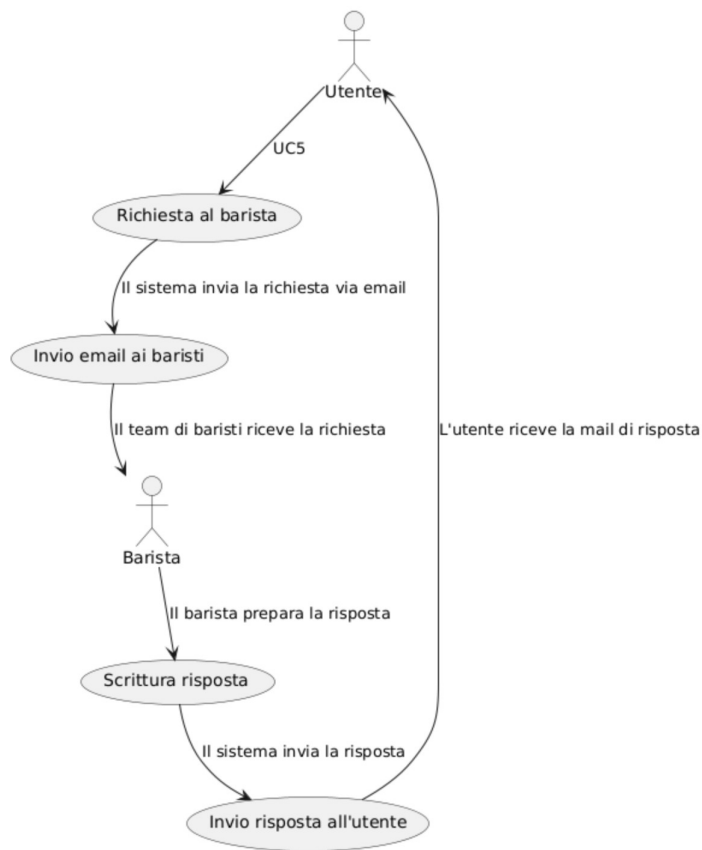 Utente
UC5
Richiesta al barista
Il sistema invia la richiesta via email
Invio email ai baristi
Il team di baristi riceve la richiesta
L'utente riceve la mail di risposta
Barista
Il barista prepara la risposta
Scrittura risposta
Il sistema invia la risposta
Invio risposta all'utente